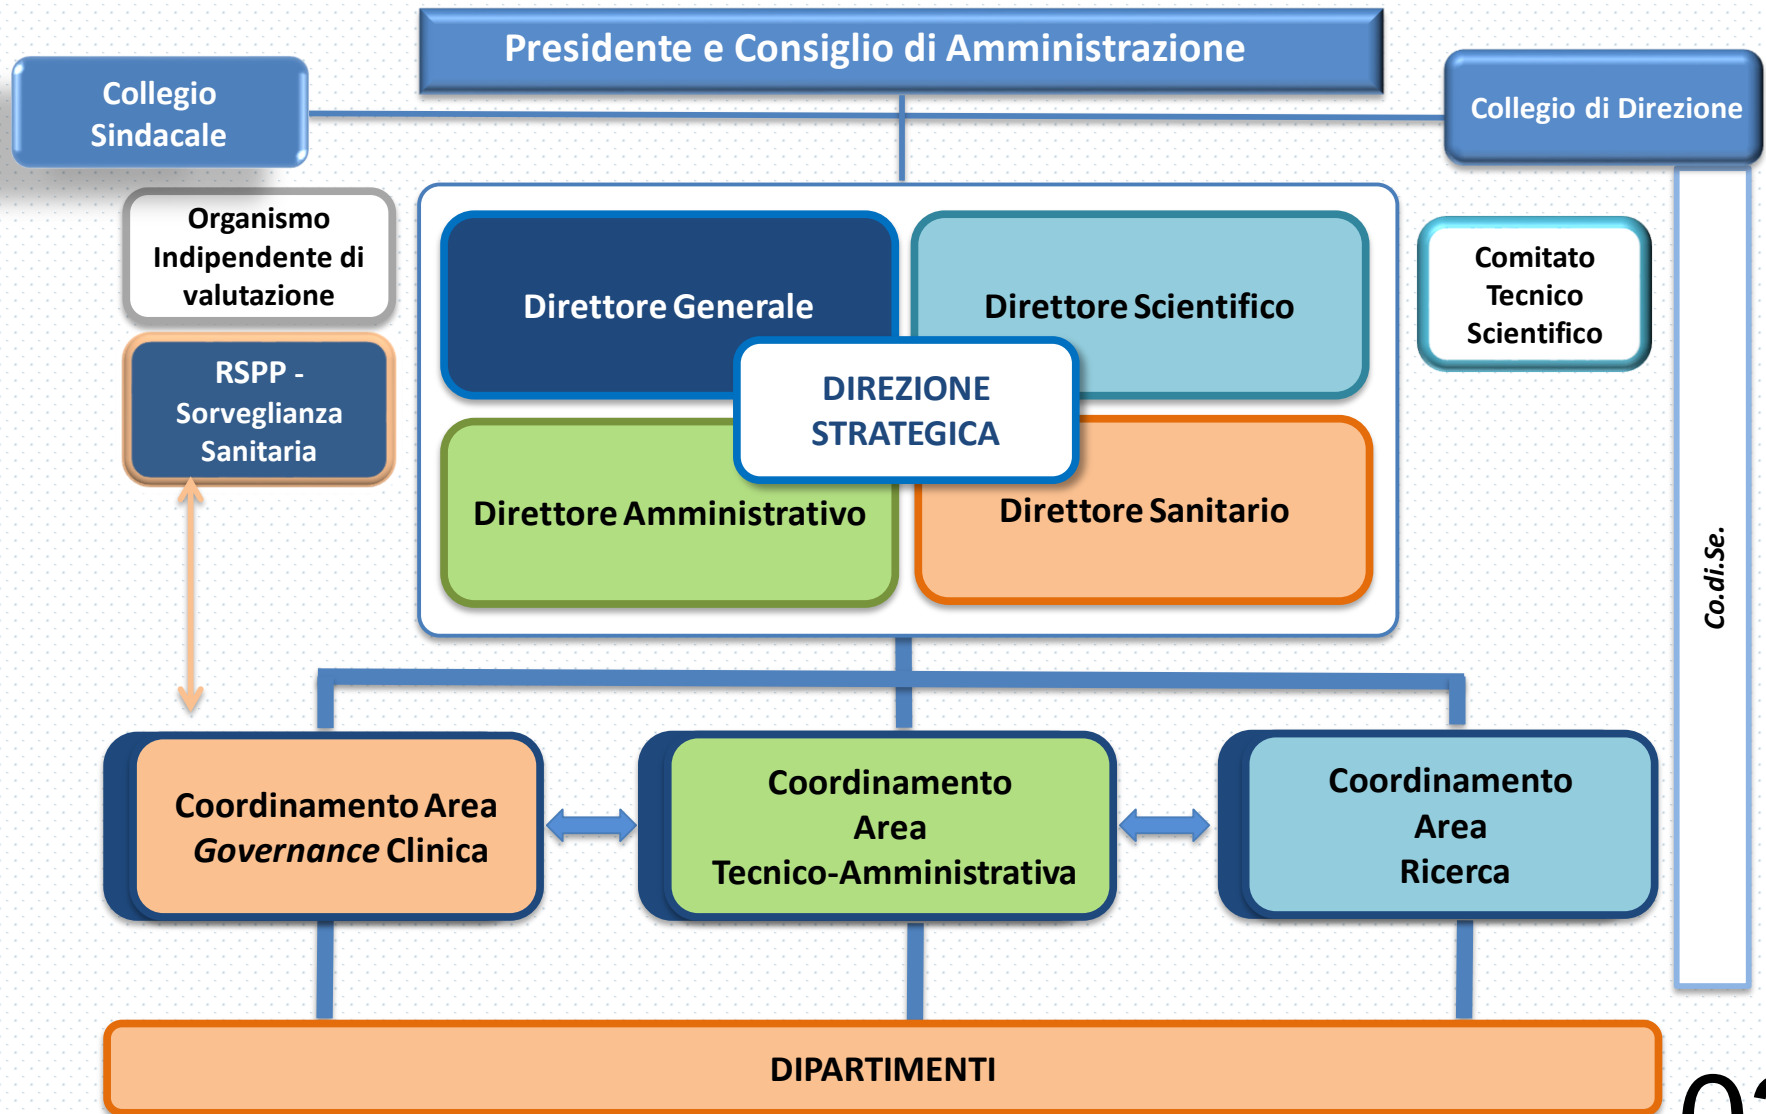 Presidente e Consiglio di Amministrazione
Collegio
Sindacale
Collegio di Direzione
Organismo
Indipendente di
valutazione
Direttore Generale
Direttore Scientifico
Comitato
Tecnico
Scientifico
RSPP -
Sorveglianza
Sanitaria
DIREZIONE
STRATEGICA
Direttore Amministrativo
Direttore Sanitario
Co.di.Se.
Coordinamento Area
Governance Clinica
Coordinamento
Area
Tecnico-Amministrativa
Coordinamento
Area
Ricerca
DIPARTIMENTI